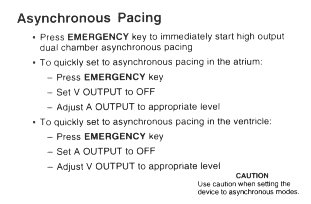 Asynchronous Pacing
• Press EMERGENCY key to immediately start high output
dual chamber asynchronous pacing
• To quickly set to asynchronous pacing in the atrium:
– Press EMERGENCY key
– Set V OUTPUT to OFF
– Adjust A OUTPUT to appropriate level
• To quickly set to asynchronous pacing in the ventricle:
– Press EMERGENCY key
– Set A OUTPUT to OFF
– Adjust V OUTPUT to appropriate level
CAUTION
Use caution when setting the
device to asynchronous modes.